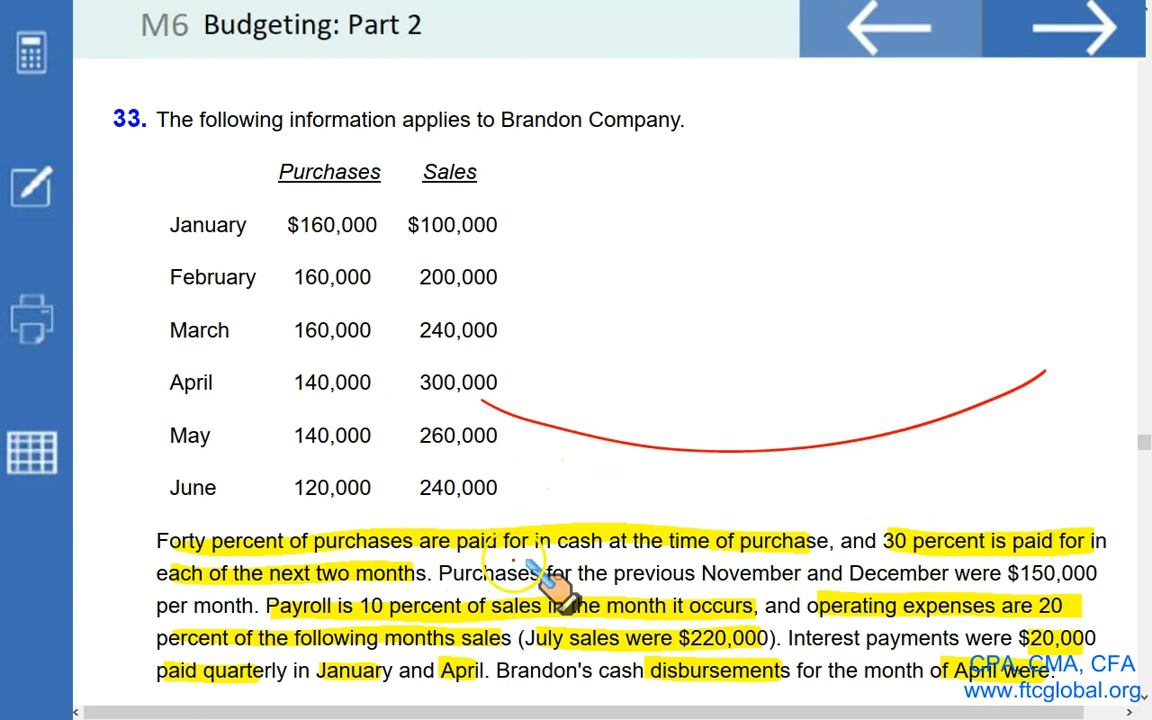 M6 Budgeting: Part 2
33. The following information applies to Brandon Company.
Purchases Sales
January $160,000 $100,000
February 160,000 200,000
March 160,000 240,000
April 140,000 300,000
May 140,000 260,000
June 120,000 240,000
Forty percent of purchases are paid for in cash at the time of purchase, and 30 percent is paid for in
each of the next two months. Purchases for the previous November and December were $150,000
per month. Payroll is 10 percent of sales in the month it occurs, and operating expenses are 20
percent of the following months sales (July sales were $220,000). Interest payments were $20,000
paid quarterly in January and April. Brandon's cash disbursements for the month of April were:
CPA, CMA, CFA
www.ftcglobal.org